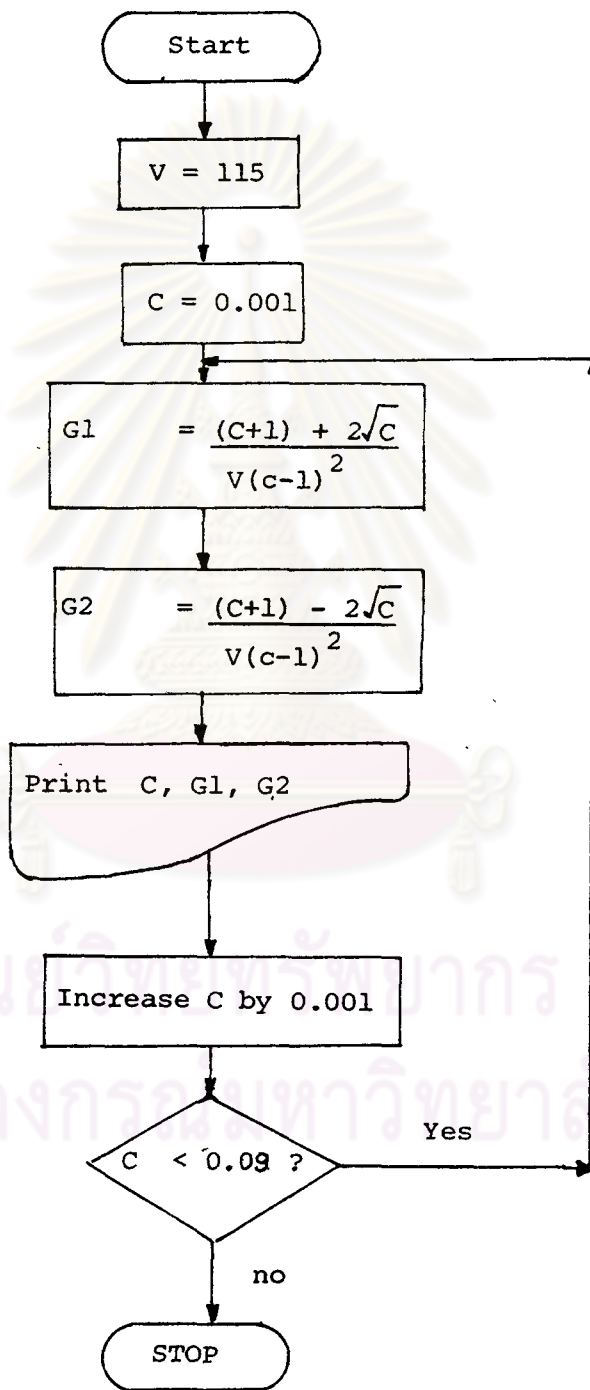 Start
V = 115
C = 0.001
G1 = (C+1) + 2√C
V(c-1)²
G2 = (C+1) - 2√C
V(c-1)²
Print C, G1, G2
Increase C by 0.001
C < 0.09 ?
Yes
no
STOP